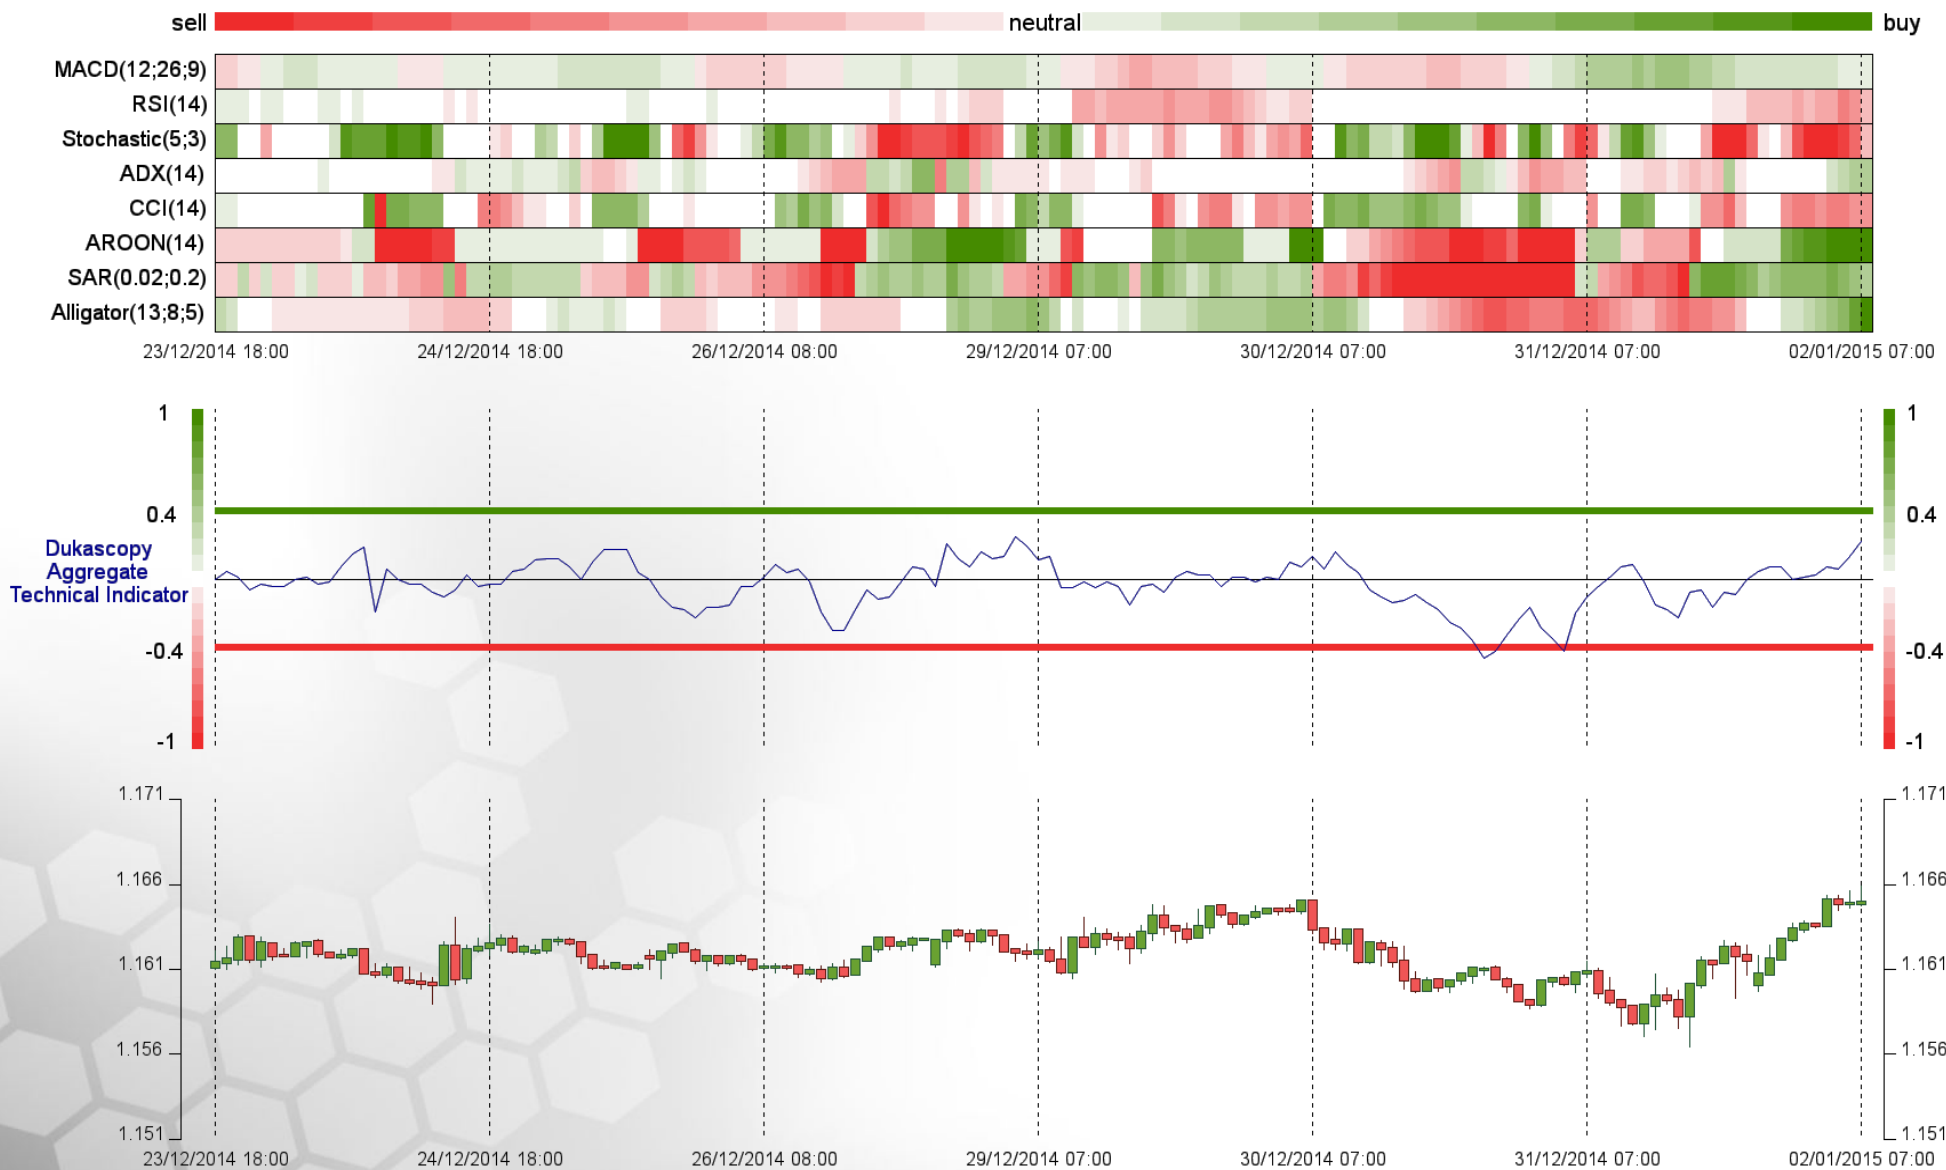 sell neutral buy
MACD(12;26;9)
RSI(14)
Stochastic(5;3)
ADX(14)
CCI(14)
AROON(14)
SAR(0.02;0.2)
Alligator(13;8;5)
23/12/2014 18:00 24/12/2014 18:00 26/12/2014 08:00 29/12/2014 07:00 30/12/2014 07:00 31/12/2014 07:00 02/01/2015 07:00
1 1
0.4 0.4
Dukascopy
Aggregate
Technical Indicator
-0.4 -0.4
-1 -1
1.171 1.171
1.166 1.166
1.161 1.161
1.156 1.156
1.151 1.151
23/12/2014 18:00 24/12/2014 18:00 26/12/2014 08:00 29/12/2014 07:00 30/12/2014 07:00 31/12/2014 07:00 02/01/2015 07:00